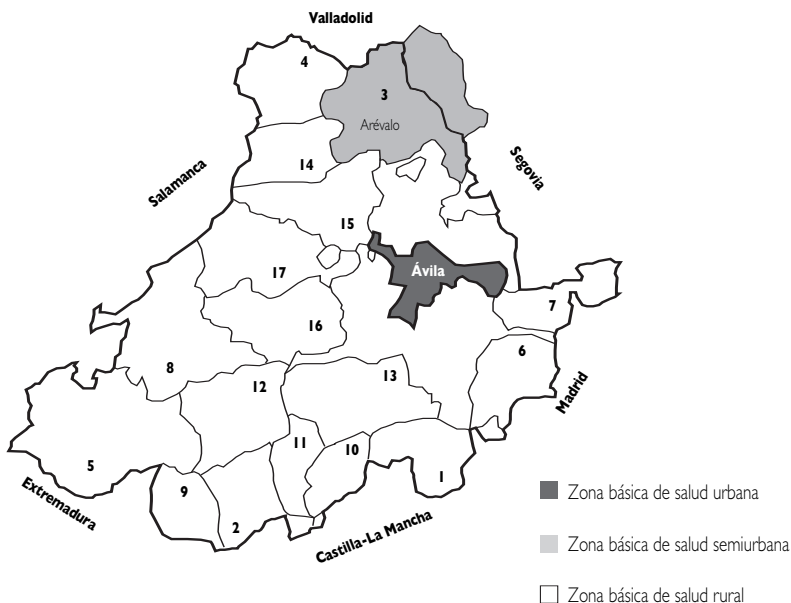 Valladolid
4
3
Arévalo
Segovia
Salamanca
14
15
Ávila
17
7
16
6
8
13
12
Madrid
11
10
5
1
9
2
Extremadura
Castilla-La Mancha
Zona básica de salud urbana
Zona básica de salud semiurbana
Zona básica de salud rural